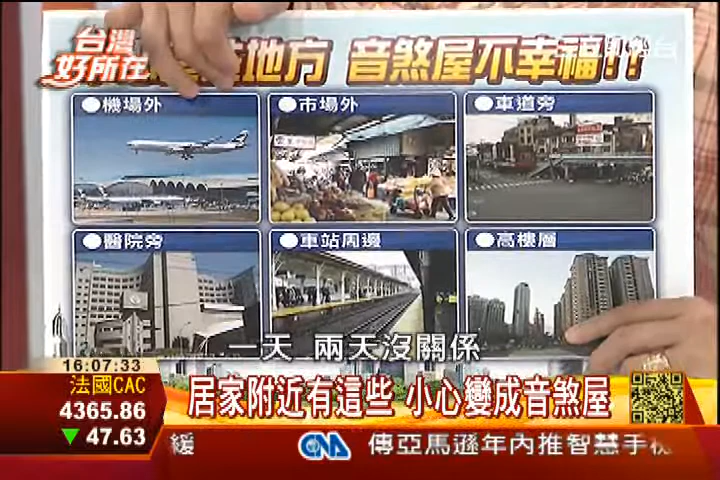 台灣
好所在
地方 音煞屋不幸福!!
●機場外
●市場外
●車道旁
●醫院旁
●車站周邊
●高樓層
一天 兩天沒關係
16:07:33
法國CAC
4365.86
▼47.63
居家附近有這些 小心變成音煞屋
緩
CNA
傳亞馬遜年內推智慧手機